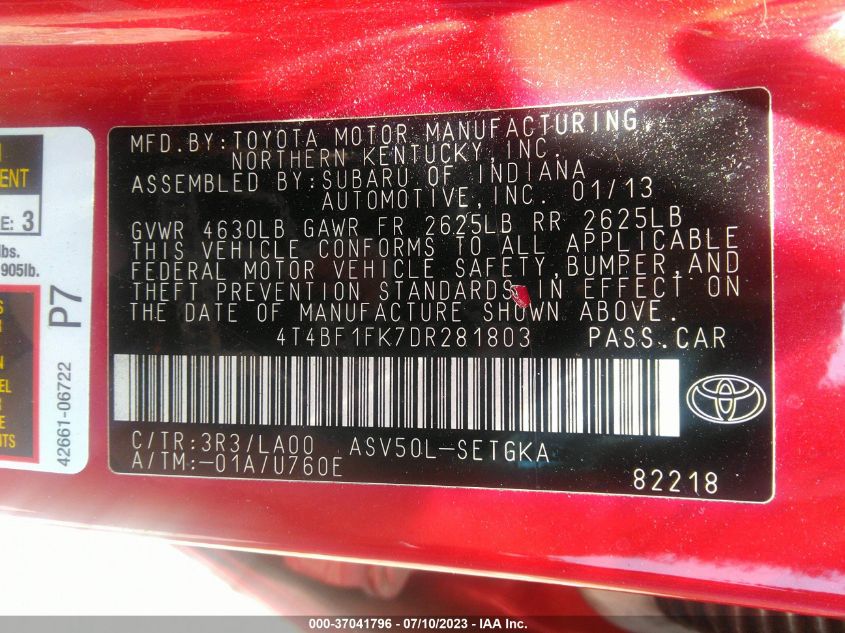 MFD.BY:TOYOTA MOTOR MANUFACTURING,
NORTHERN KENTUCKY,INC.
ASSEMBLED BY:SUBARU OF INDIANA
AUTOMOTIVE,INC. 01/13
GVWR 4630LB GAWR FR 2625LB RR 2625LB
THIS VEHICLE CONFORMS TO ALL APPLICABLE
FEDERAL MOTOR VEHICLE SAFETY,BUMPER,AND
THEFT PREVENTION STANDARDS IN EFFECT ON
THE DATE OF MANUFACTURE SHOWN ABOVE.
4T4BF1FK7DR281803 PASS.CAR
C/TR:3R3/LA00 ASV50L-SETGKA
A/TM:-01A/U760E
82218
E: 3
lbs.
905lb.
P7
42661-06722
000-37041796 - 07/10/2023 - IAA Inc.